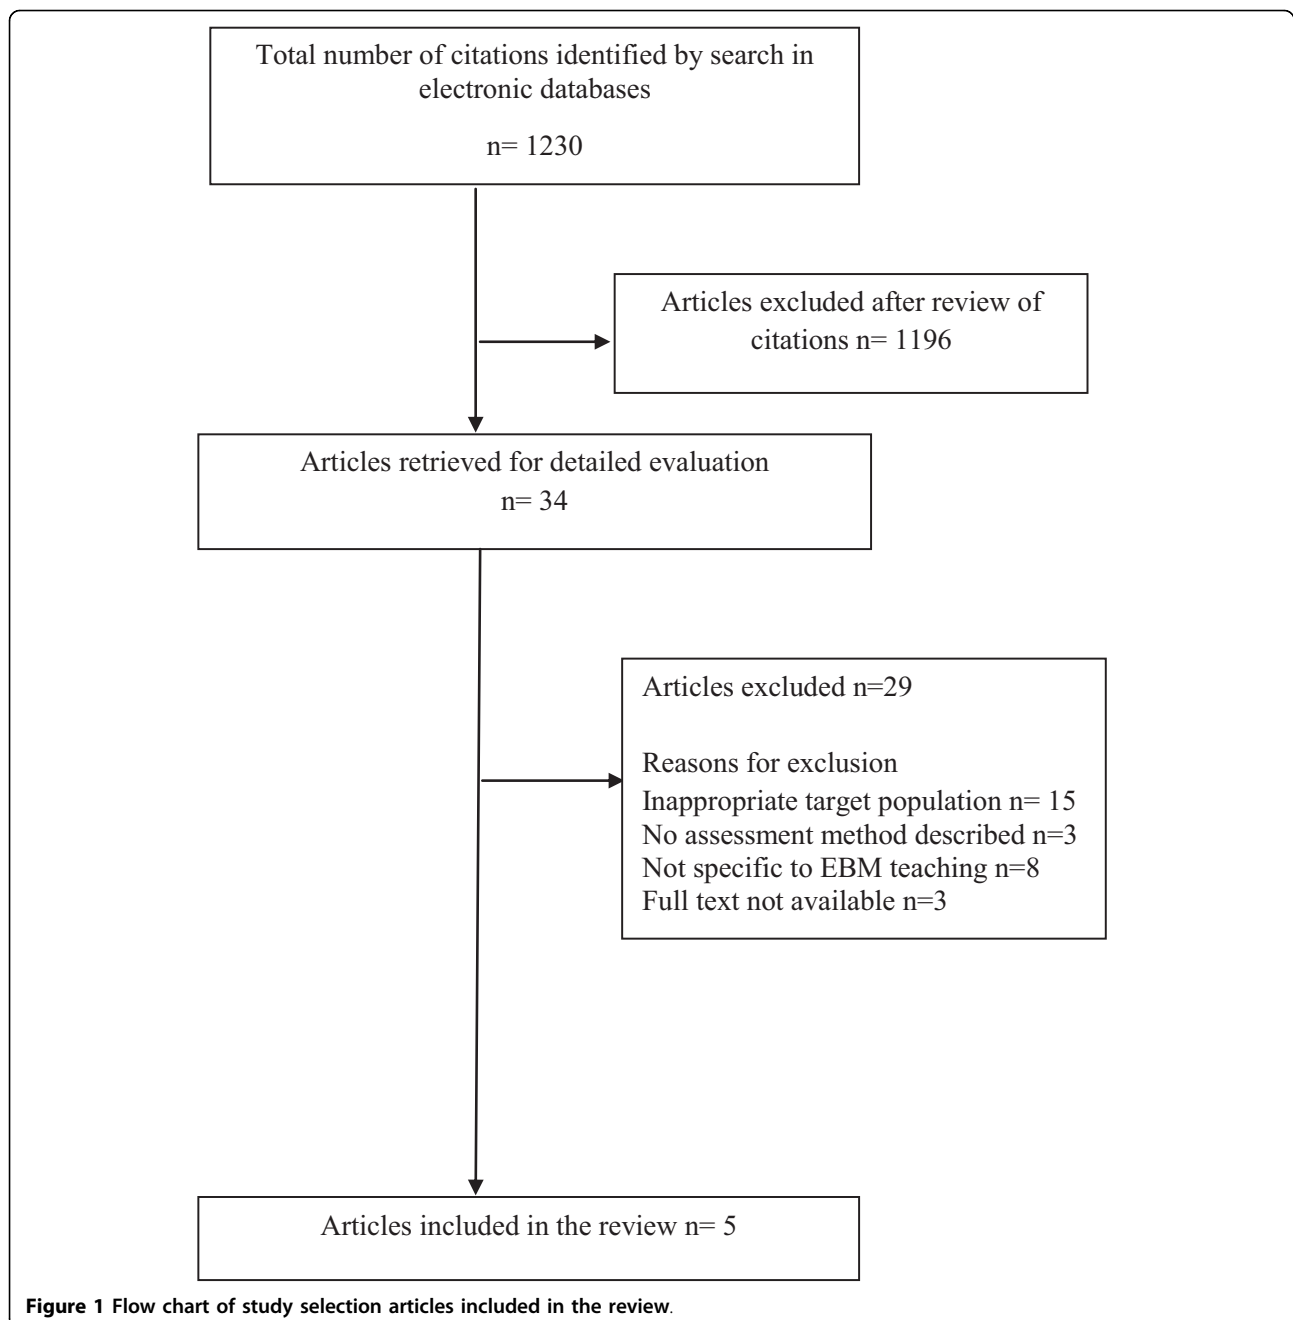 Total number of citations identified by search in
electronic databases
n= 1230
Articles excluded after review of
citations n= 1196
Articles retrieved for detailed evaluation
n= 34
Articles excluded n=29
Reasons for exclusion
Inappropriate target population n= 15
No assessment method described n=3
Not specific to EBM teaching n=8
Full text not available n=3
Articles included in the review n= 5
Figure 1 Flow chart of study selection articles included in the review.